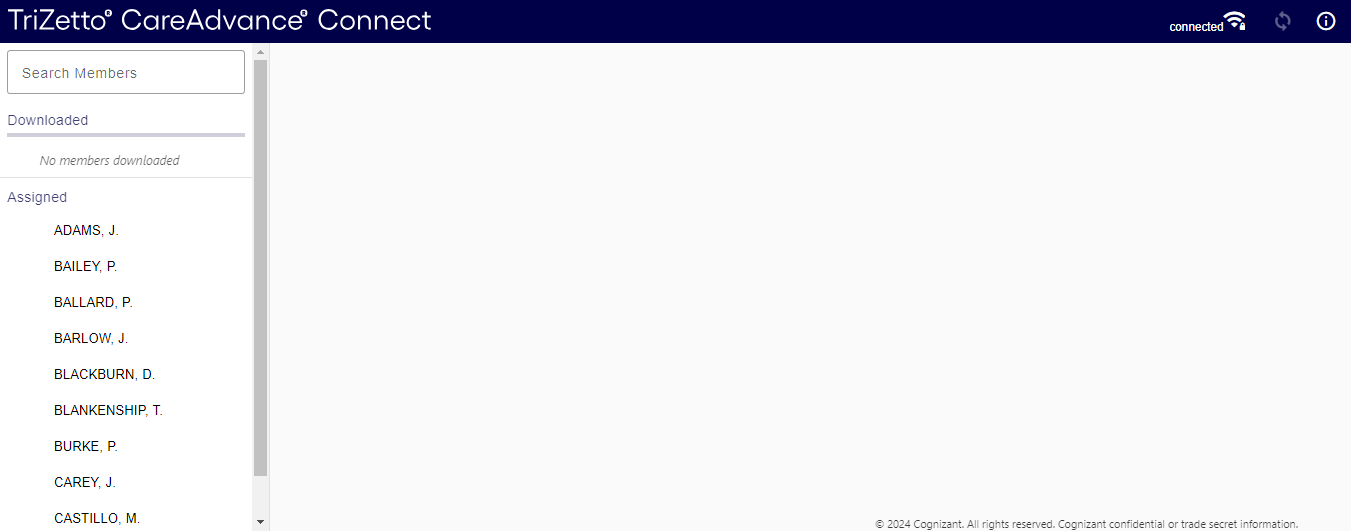 TriZetto® CareAdvance® Connect
connected
Search Members
Downloaded
No members downloaded
Assigned
ADAMS, J.
BAILEY, P.
BALLARD, P.
BARLOW, J.
BLACKBURN, D.
BLANKENSHIP, T.
BURKE, P.
CAREY, J.
CASTILLO, M.
© 2024 Cognizant. All rights reserved. Cognizant confidential or trade secret information.